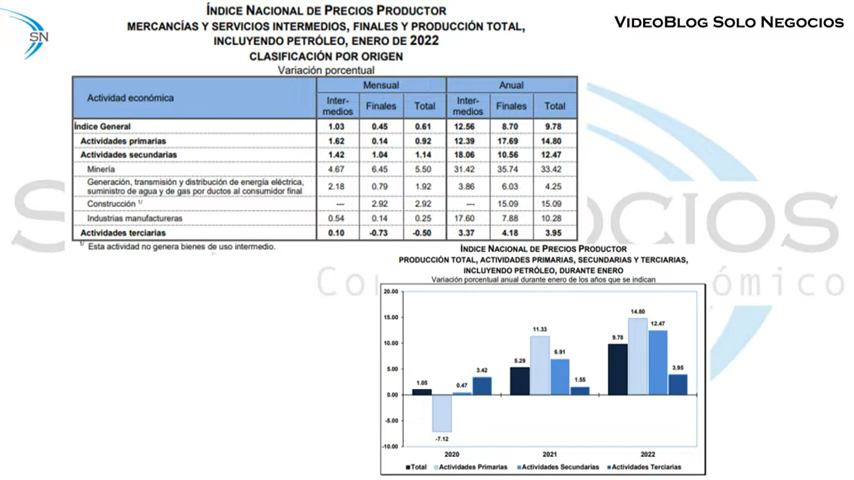 SN
VIDEOBLOG SOLO NEGOCIOS
ÍNDICE NACIONAL DE PRECIOS PRODUCTOR
MERCANCÍAS Y SERVICIOS INTERMEDIOS, FINALES Y PRODUCCIÓN TOTAL,
INCLUYENDO PETRÓLEO, ENERO DE 2022
CLASIFICACIÓN POR ORIGEN
Variación porcentual
Actividad económica Mensual Anual
Inter-medios Finales Total Inter-medios Finales Total
Índice General 1.03 0.45 0.61 12.56 8.70 9.78
Actividades primarias 1.62 0.14 0.92 12.39 17.69 14.80
Actividades secundarias 1.42 1.04 1.14 18.06 10.56 12.47
Minería 4.67 6.45 5.50 31.42 35.74 33.42
Generación, transmisión y distribución de energía eléctrica,
suministro de agua y de gas por ductos al consumidor final 2.18 0.79 1.92 3.86 6.03 4.25
Construcción 1/ --- 2.92 2.92 --- 15.09 15.09
Industrias manufactureras 0.54 0.14 0.25 17.60 7.88 10.28
Actividades terciarias 0.10 -0.73 -0.50 3.37 4.18 3.95
1/ Esta actividad no genera bienes de uso intermedio.
ÍNDICE NACIONAL DE PRECIOS PRODUCTOR
PRODUCCIÓN TOTAL, ACTIVIDADES PRIMARIAS, SECUNDARIAS Y TERCIARIAS,
INCLUYENDO PETRÓLEO, DURANTE ENERO
Variación porcentual anual durante enero de los años que se indican
20.00
15.00
10.00
5.00
0.00
-5.00
-10.00
1.05 -7.12 0.47 3.42
5.29 11.33 6.91 1.55
9.78 14.80 12.47 3.95
2020 2021 2022
Total Actividades Primarias Actividades Secundarias Actividades Terciarias